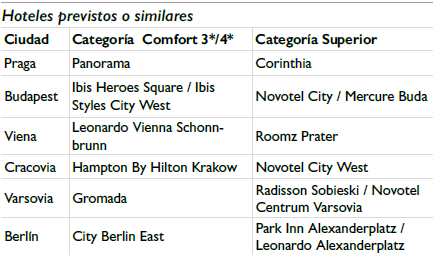 Hoteles previstos o similares
Ciudad Categoría Comfort 3*/4* Categoría Superior
Praga Panorama Corinthia
Budapest Ibis Heroes Square / Ibis Styles City West Novotel City / Mercure Buda
Viena Leonardo Vienna Schonn-brunn Roomz Prater
Cracovia Hampton By Hilton Krakow Novotel City West
Varsovia Gromada Radisson Sobieski / Novotel Centrum Varsovia
Berlín City Berlin East Park Inn Alexanderplatz / Leonardo Alexanderplatz